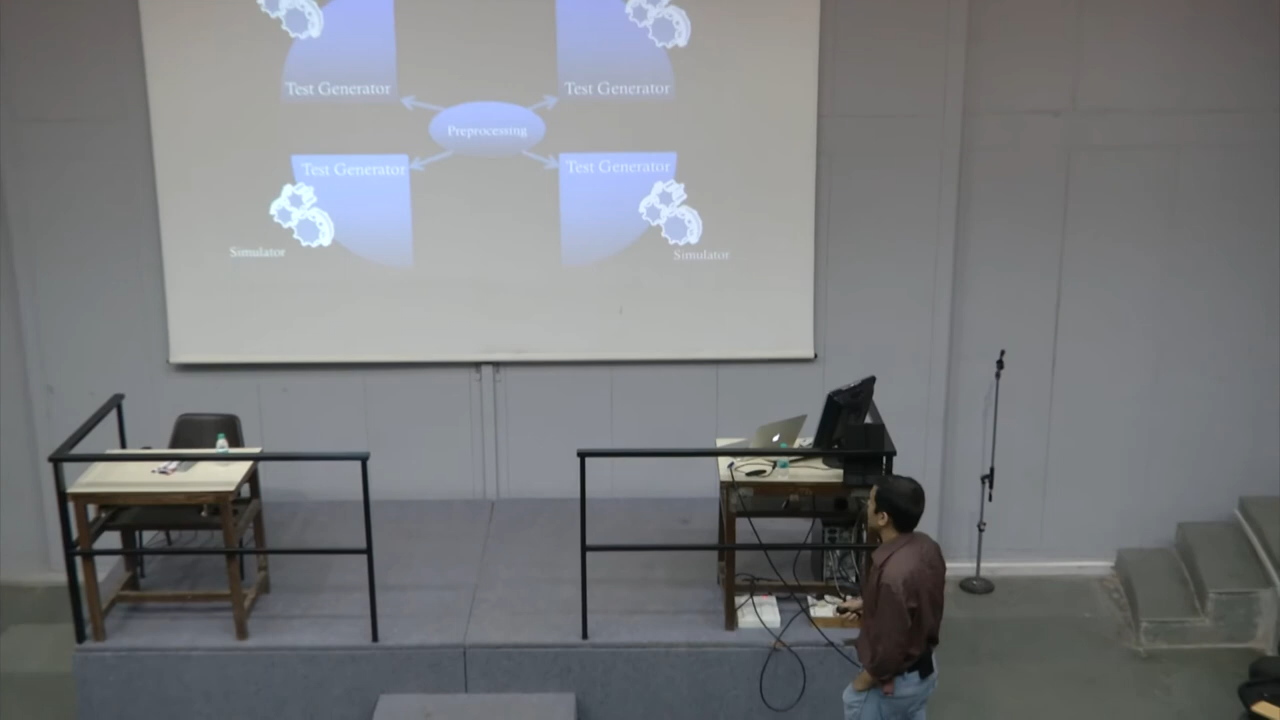 Test Generator
Test Generator
Preprocessing
Test Generator
Test Generator
Simulator
Simulator